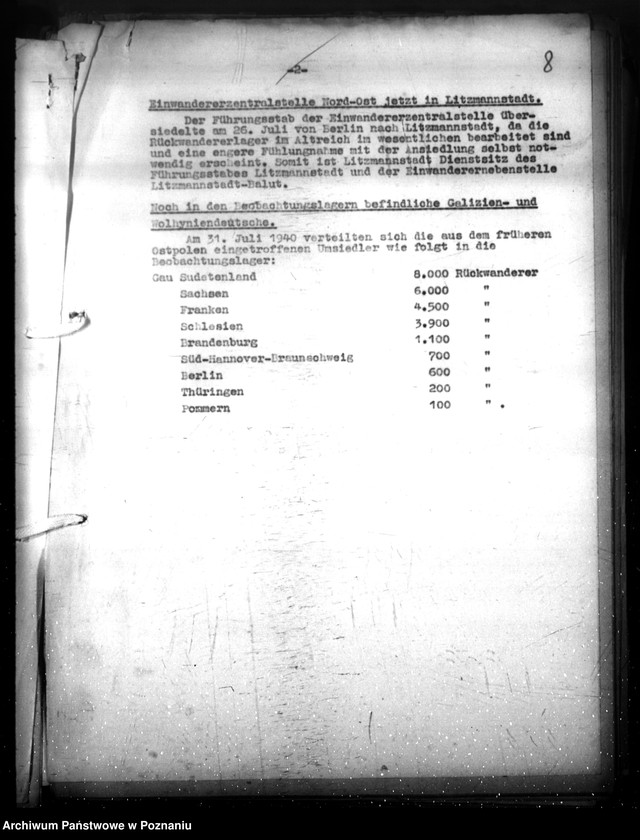 -2-
8
Einwandererzentralstelle Nord-Ost jetzt in Litzmannstadt.
Der Führungsstab der Einwandererzentralstelle über-
siedelte am 26. Juli von Berlin nach Litzmannstadt, da die
Rückwandererlager im Altreich im wesentlichen bearbeitet sind
und eine engere Fühlungnahme mit der Ansiedlung selbst not-
wendig erscheint. Somit ist Litzmannstadt Dienstsitz des
Führungsstabes Litzmannstadt und der Einwanderernebenstelle
Litzmannstadt-Balut.
Noch in den Beobachtungslagern befindliche Galizien- und
Wolhyniendeutsche.
Am 31. Juli 1940 verteilten sich die aus dem früheren
Ostpolen eingetroffenen Umsiedler wie folgt in die
Beobachtungslager:
Gau Sudetenland 8.000 Rückwanderer
Sachsen 6.000 "
Franken 4.500 "
Schlesien 3.900 "
Brandenburg 1.100 "
Süd-Hannover-Braunschweig 700 "
Berlin 600 "
Thüringen 200 "
Pommern 100 " .
Archiwum Państwowe w Poznaniu